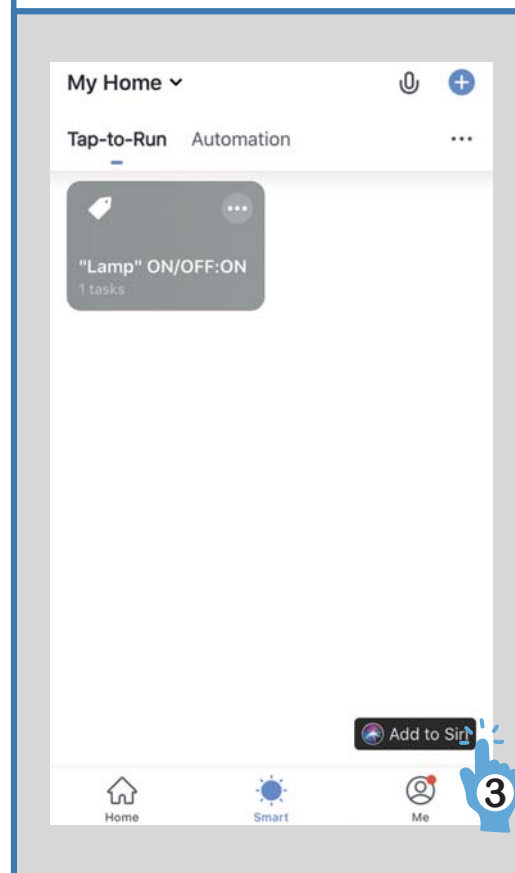 My Home
Tap-to-Run Automation
"Lamp" ON/OFF:ON
1 tasks
Add to Siri
3
Home Smart Me